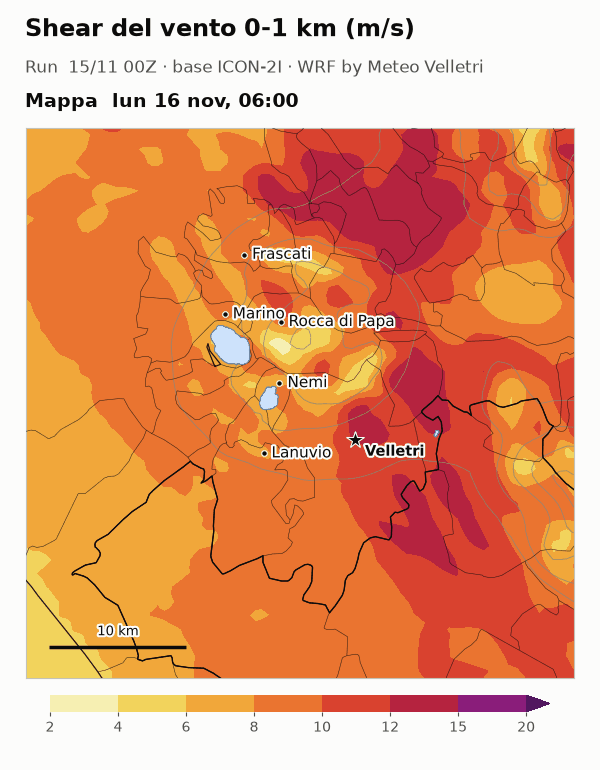 Shear del vento 0-1 km (m/s)
Run  15/11 00Z · base ICON-2I · WRF by Meteo Velletri
Mappa  lun 16 nov, 06:00
Frascati
Marino
Rocca di Papa
Nemi
Velletri
Lanuvio
10 km
2 4 6 8 10 12 15 20